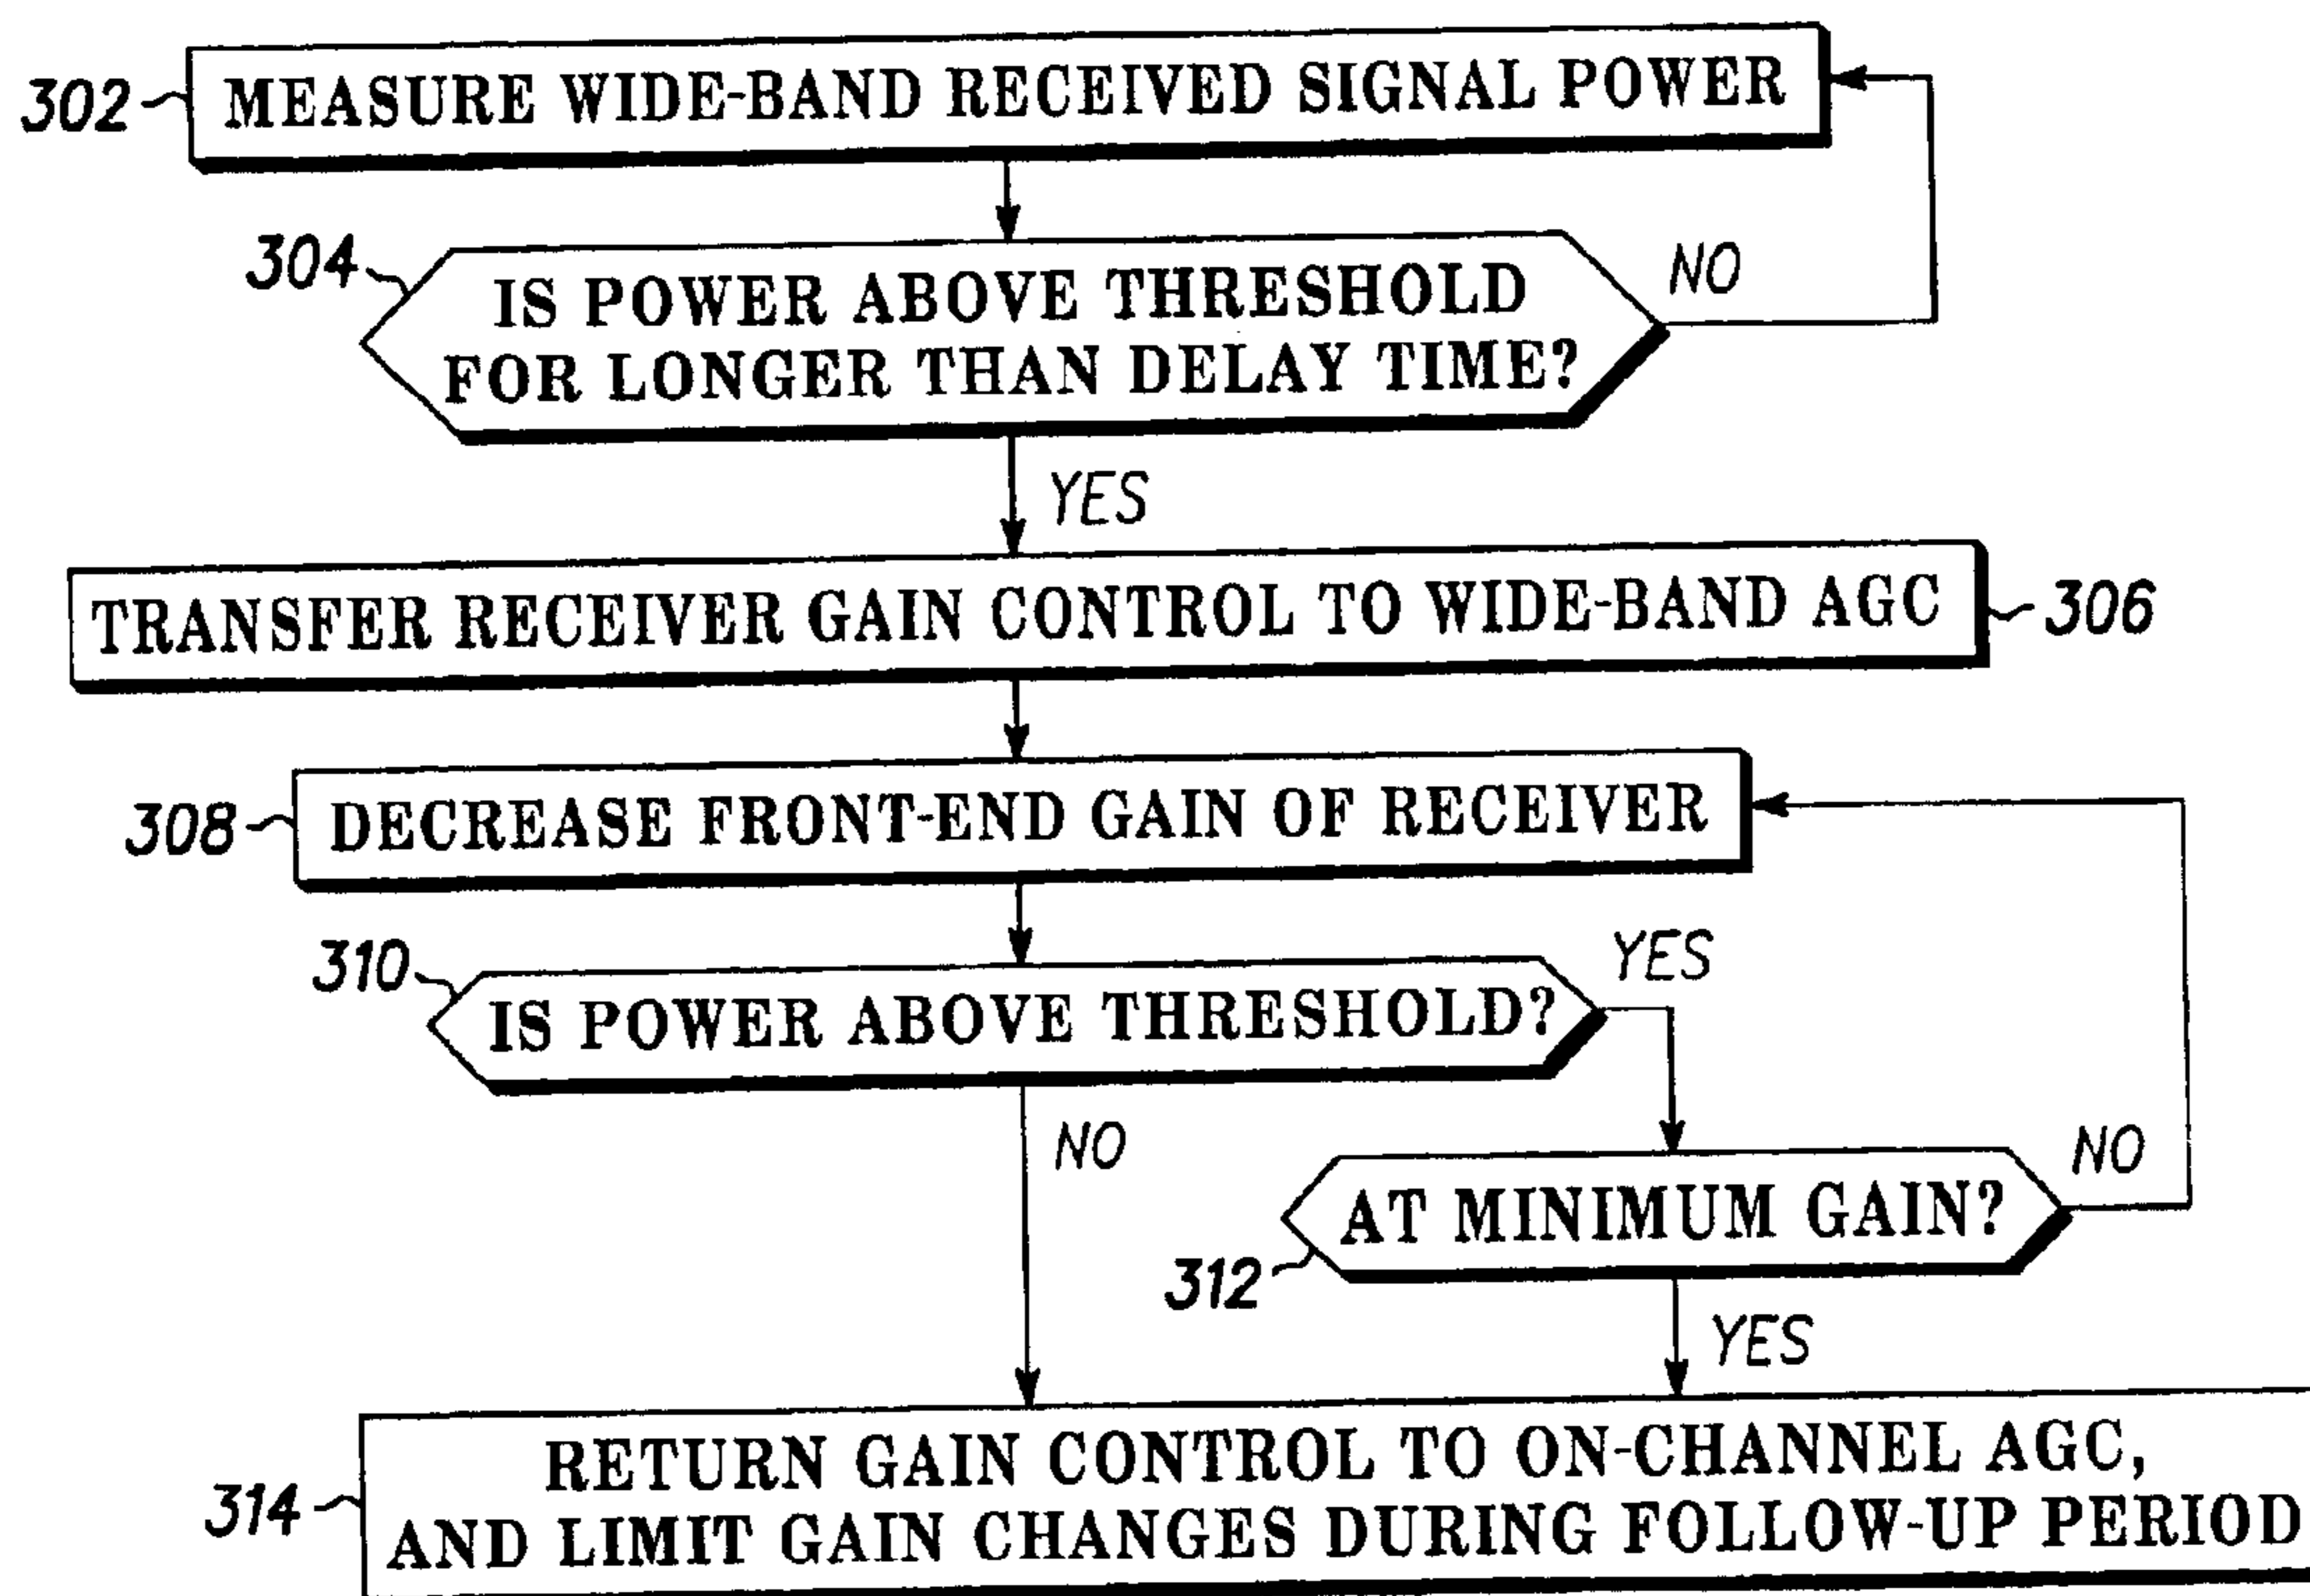 302
MEASURE WIDE-BAND RECEIVED SIGNAL POWER
304
IS POWER ABOVE THRESHOLD
FOR LONGER THAN DELAY TIME?
NO
YES
TRANSFER RECEIVER GAIN CONTROL TO WIDE-BAND AGC
306
308
DECREASE FRONT-END GAIN OF RECEIVER
310
IS POWER ABOVE THRESHOLD?
YES
NO
AT MINIMUM GAIN?
NO
312
YES
314
RETURN GAIN CONTROL TO ON-CHANNEL AGC,
AND LIMIT GAIN CHANGES DURING FOLLOW-UP PERIOD